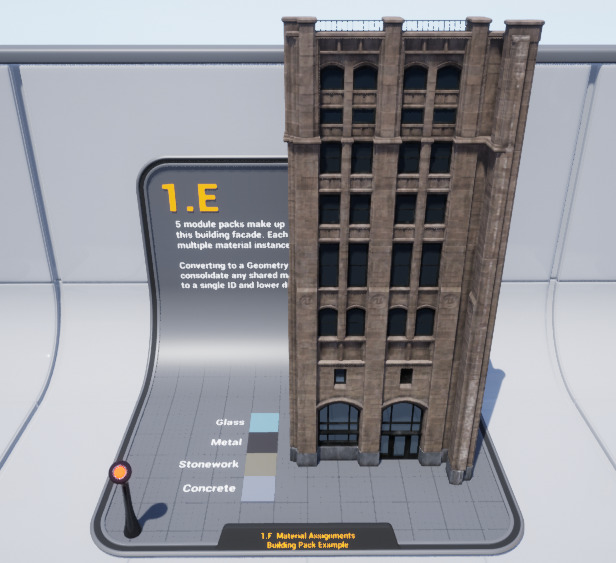 1.E
5 module packs make up
this building facade. Each
multiple material instance
Converting to a Geometry
consolidate any shared m
to a single ID and lower d
Glass
Metal
Stonework
Concrete
1.F Material Assignments
Building Pack Example